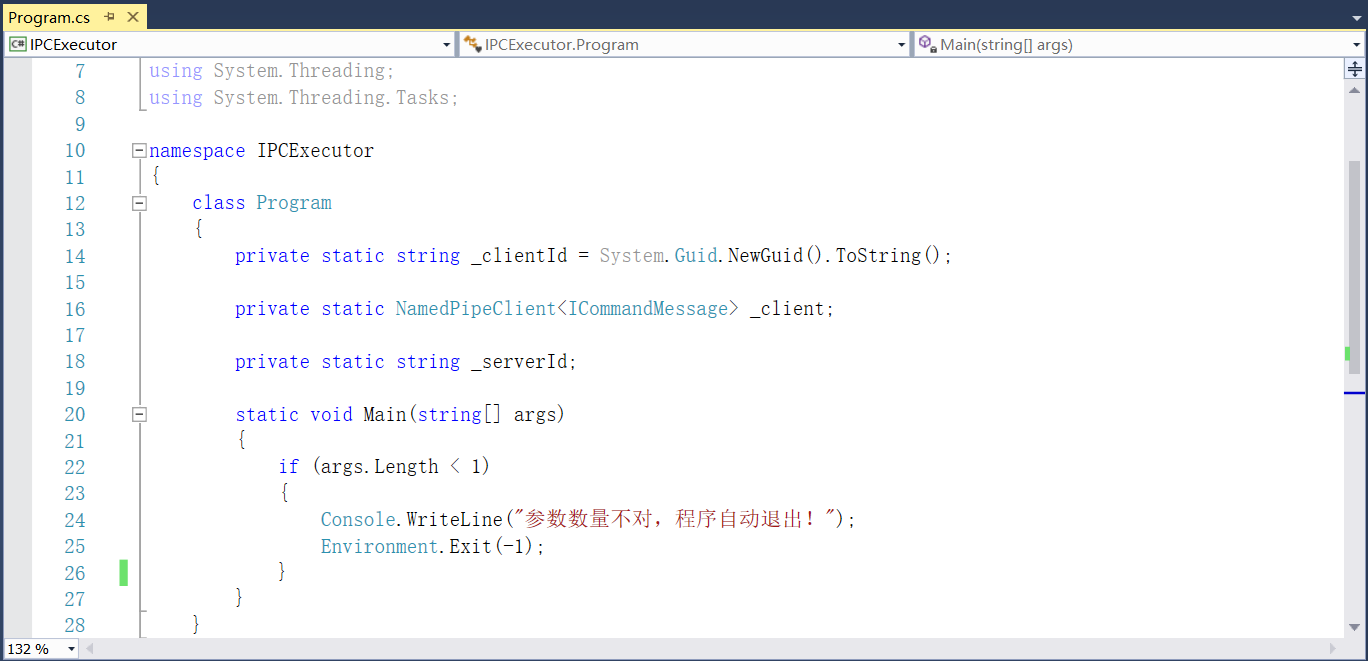 Program.cs
IPCExecutor IPCExecutor.Program Main(string[] args)
7 using System.Threading;
8 using System.Threading.Tasks;
9
10 namespace IPCExecutor
11 {
12 class Program
13 {
14 private static string _clientId = System.Guid.NewGuid().ToString();
15
16 private static NamedPipeClient<ICommandMessage> _client;
17
18 private static string _serverId;
19
20 static void Main(string[] args)
21 {
22 if (args.Length < 1)
23 {
24 Console.WriteLine("参数数量不对，程序自动退出！");
25 Environment.Exit(-1);
26 }
27 }
28 }
132 %